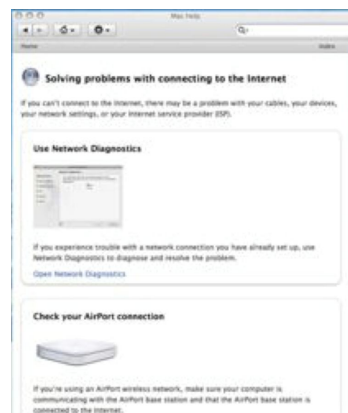 Mac Help
Home
Index
Solving problems with connecting to the Internet
If you can't connect to the Internet, there may be a problem with your cables, your devices,
your network settings, or your Internet service provider (ISP).
Use Network Diagnostics
If you experience trouble with a network connection you have already set up, use
Network Diagnostics to diagnose and resolve the problem.
Open Network Diagnostics
Check your AirPort connection
If you're using an AirPort wireless network, make sure your computer is
communicating with the AirPort base station and that the AirPort base station is
connected to the Internet.